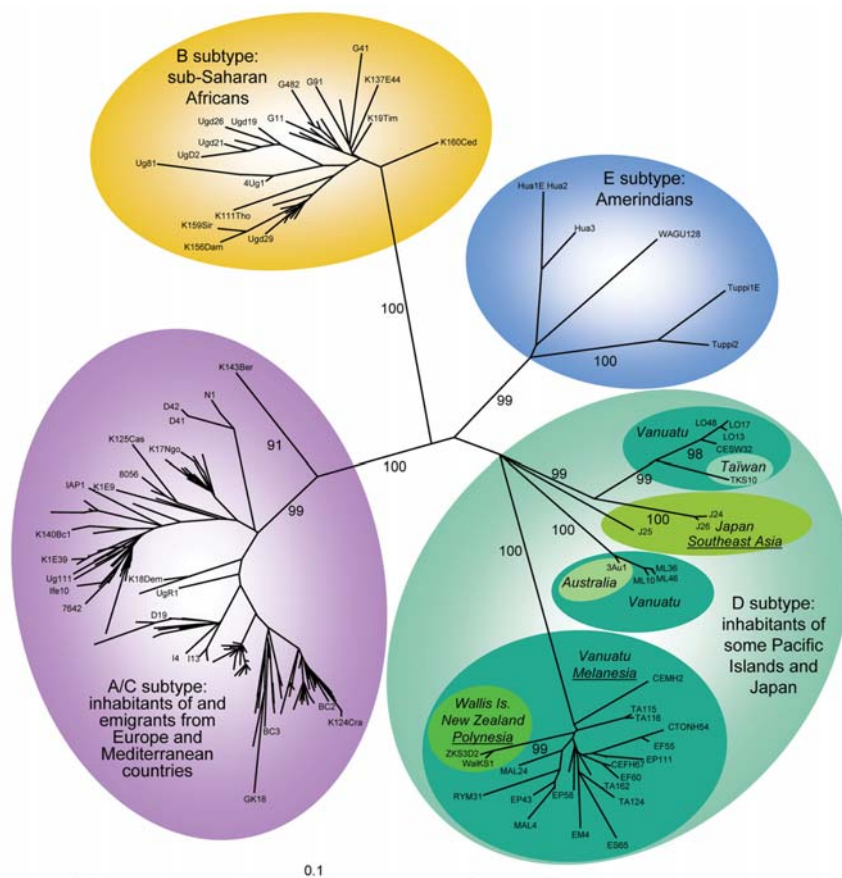 B subtype:
sub-Saharan
Africans
G41
G482
G91
K137E44
Ugd26
Ugd19
G11
K19Tim
Ugd21
UgD2
K160Ced
Ug81
4Ug1
K111Tho
K159Sir
Ugd29
K156Dam
E subtype:
Amerindians
Hua1E Hua2
Hua3
WAGU128
Tuppi1E
Tuppi2
100
100
99
K143Ber
N1
D42
D41
91
K125Cas
K17Ngo
8056
IAP1
K1E9
100
99
K140Bc1
K1E39
Ug111
Ife10
7642
K18Dem
UgR1
D19
I4
I13
A/C subtype:
inhabitants of and
emigrants from
Europe and
Mediterranean
countries
BC2
K124Cra
BC3
GK18
Vanuatu
LO48
LO17
LO13
CESW32
98
Taïwan
99
99
TKS10
100
J24
J26
J25
Japan
Southeast Asia
100
100
3Au1
ML36
ML10
ML46
Australia
Vanuatu
D subtype:
inhabitants of
some Pacific
Islands and
Japan
Vanuatu
Melanesia
CEMH2
Wallis Is.
New Zealand
Polynesia
TA115
TA116
CTONH54
99
ZKS3D2
WalKS1
EF55
EP111
MAL24
CEFH67
EF60
TA162
RYM31
EP43
EP58
TA124
MAL4
EM4
ES65
0.1